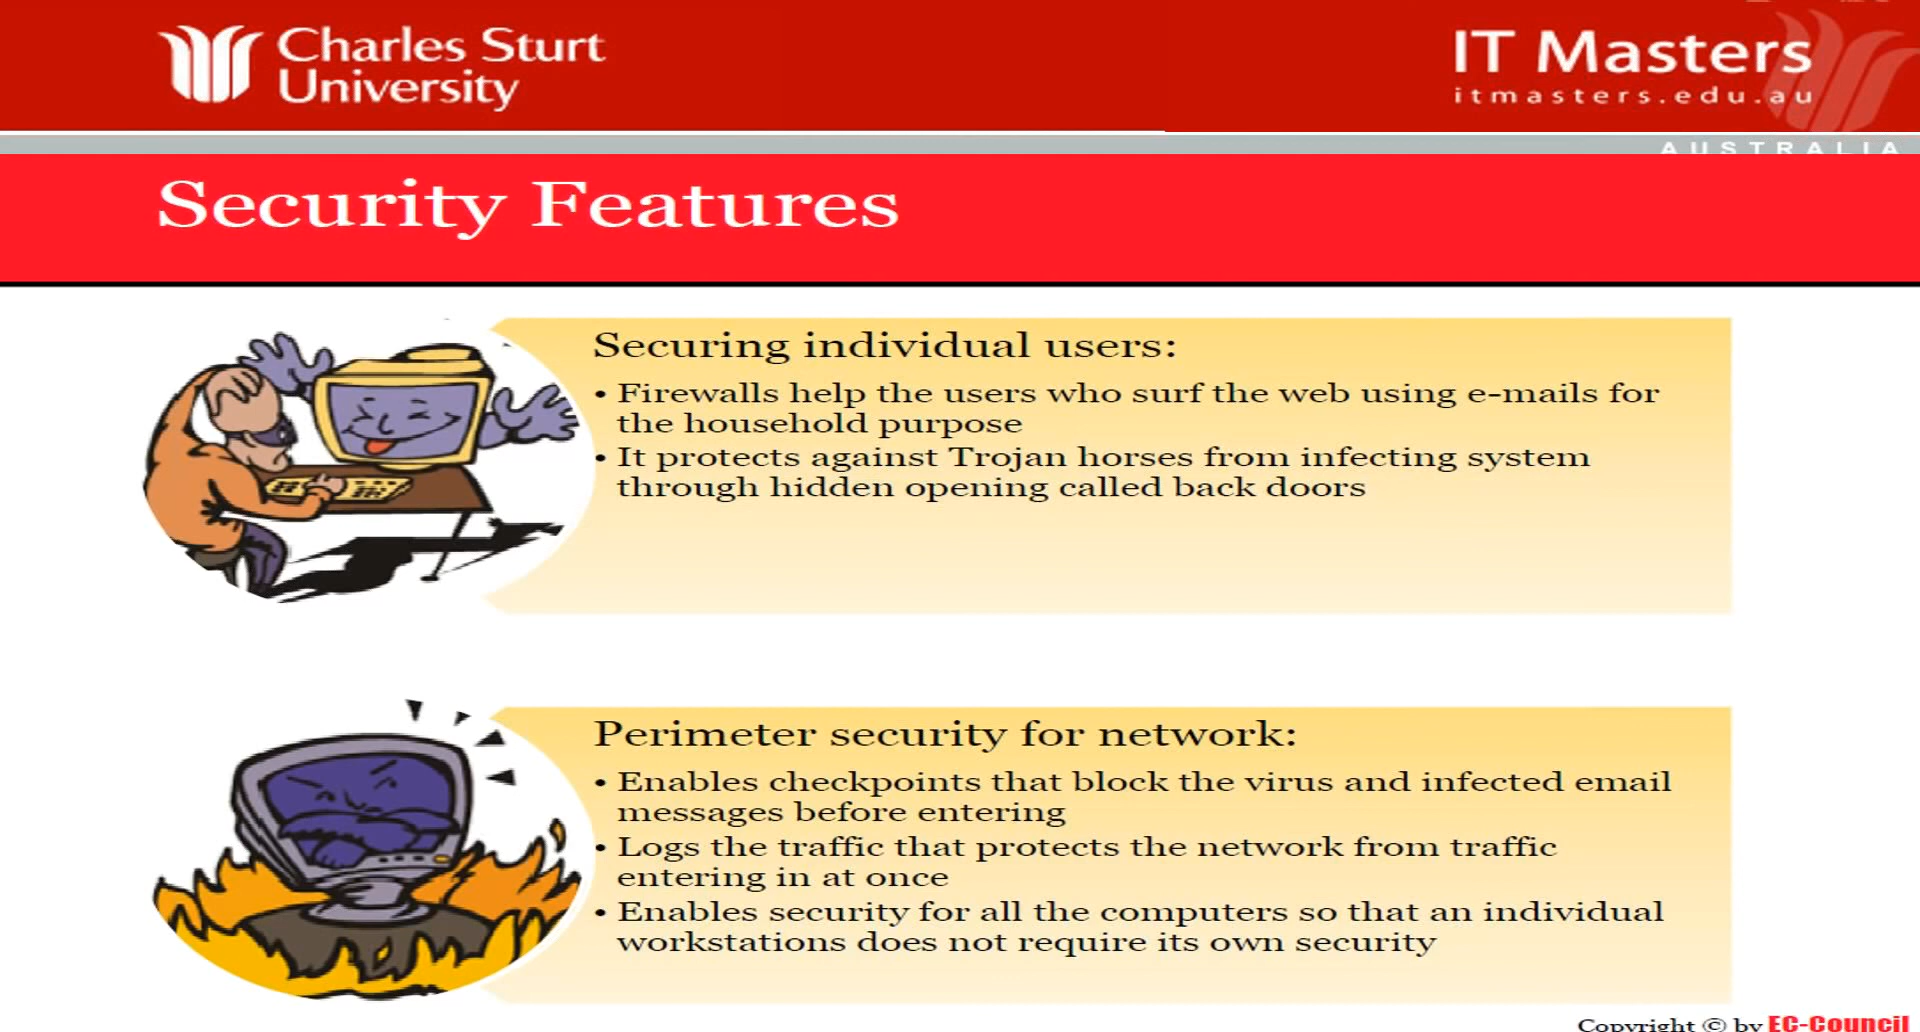 Charles Sturt
University
IT Masters
itmasters.edu.au
AUSTRALIA
Security Features
Securing individual users:
• Firewalls help the users who surf the web using e-mails for
the household purpose
• It protects against Trojan horses from infecting system
through hidden opening called back doors
Perimeter security for network:
• Enables checkpoints that block the virus and infected email
messages before entering
• Logs the traffic that protects the network from traffic
entering in at once
• Enables security for all the computers so that an individual
workstations does not require its own security
Copyright © by EC-Council